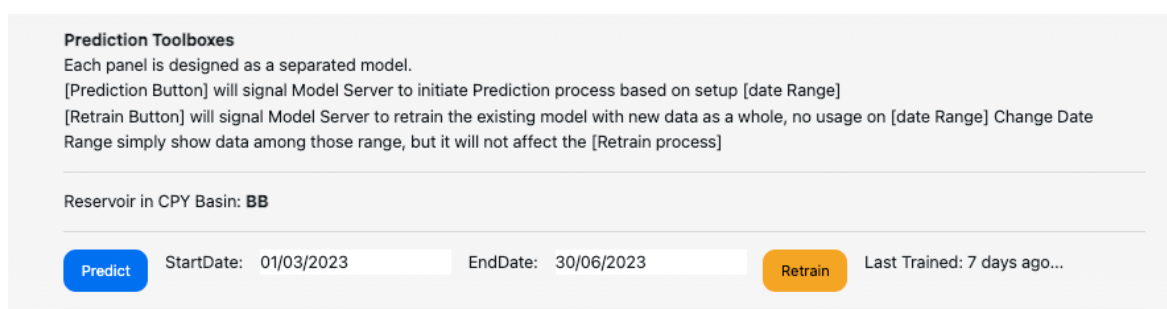 Prediction Toolboxes
Each panel is designed as a separated model.
[Prediction Button] will signal Model Server to initiate Prediction process based on setup [date Range]
[Retrain Button] will signal Model Server to retrain the existing model with new data as a whole, no usage on [date Range] Change Date
Range simply show data among those range, but it will not affect the [Retrain process]
Reservoir in CPY Basin: BB
Predict StartDate: 01/03/2023 EndDate: 30/06/2023 Retrain Last Trained: 7 days ago...